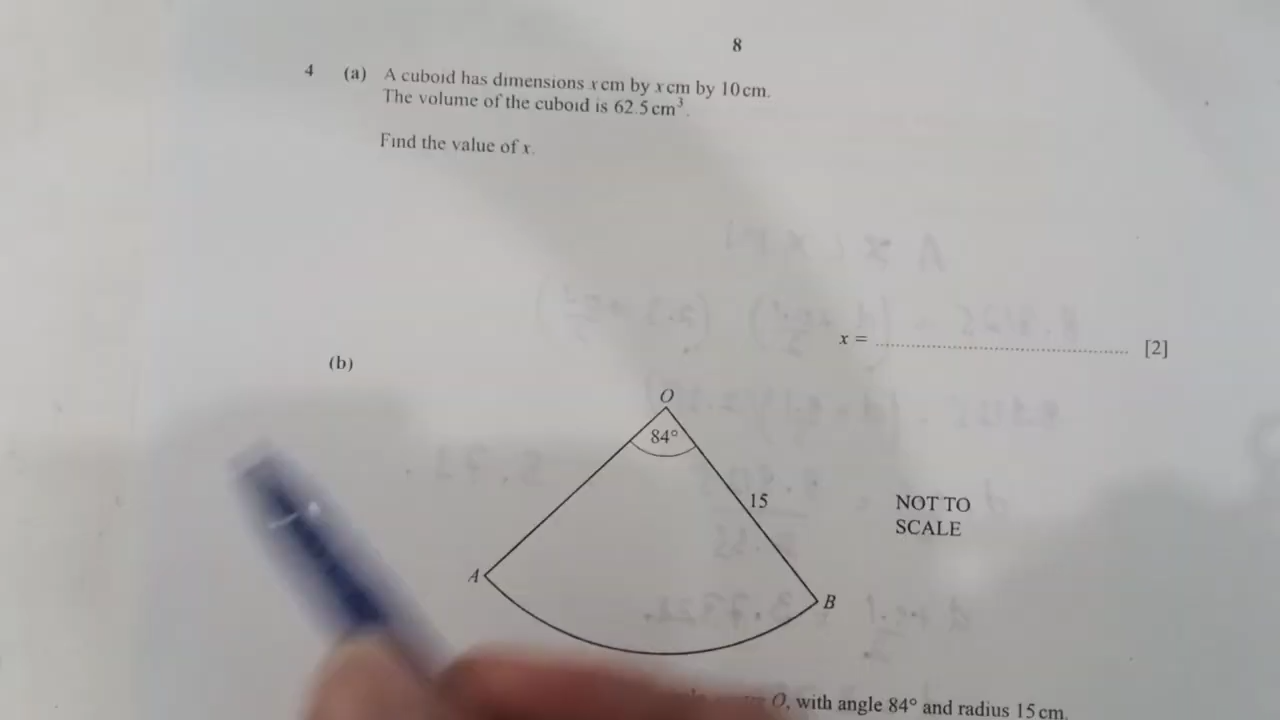 8
4 (a) A cuboid has dimensions x cm by x cm by 10 cm.
The volume of the cuboid is 62.5 cm³.
Find the value of x.
x = ........................................ [2]
(b)
O
84°
15
NOT TO
SCALE
A
B
O, with angle 84° and radius 15 cm.